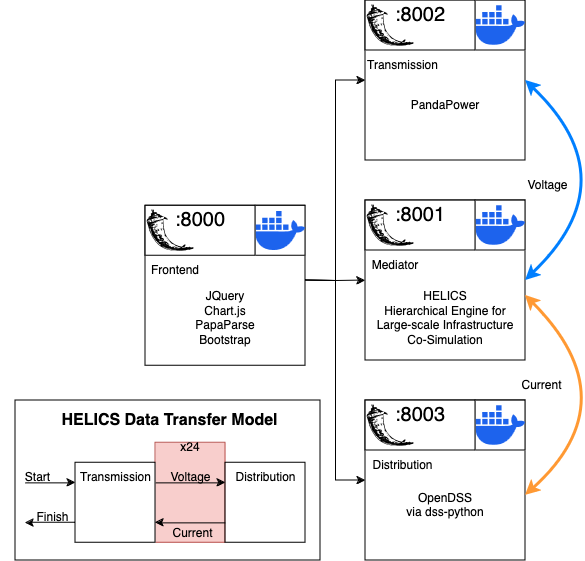 :8002
Transmission
PandaPower
Voltage
:8000
Frontend
JQuery
Chart.js
PapaParse
Bootstrap
:8001
Mediator
HELICS
Hierarchical Engine for
Large-scale Infrastructure
Co-Simulation
Current
:8003
Distribution
OpenDSS
via dss-python
HELICS Data Transfer Model
x24
Start
Transmission
Voltage
Distribution
Finish
Current